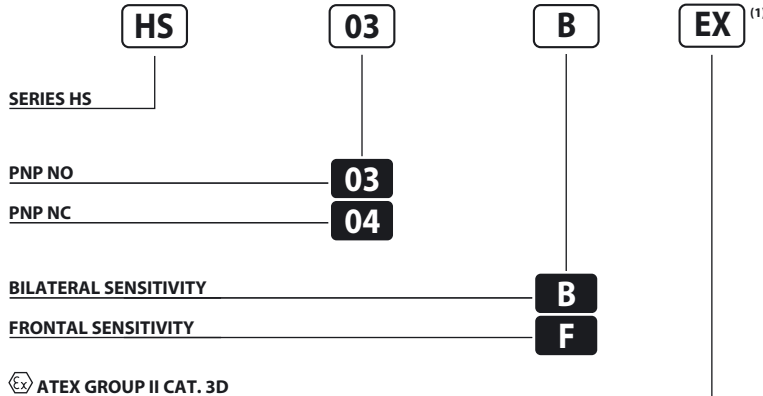 HS 03 B EX (1)
SERIES HS
PNP NO 03
PNP NC 04
BILATERAL SENSITIVITY B
FRONTAL SENSITIVITY F
Ex ATEX GROUP II CAT. 3D